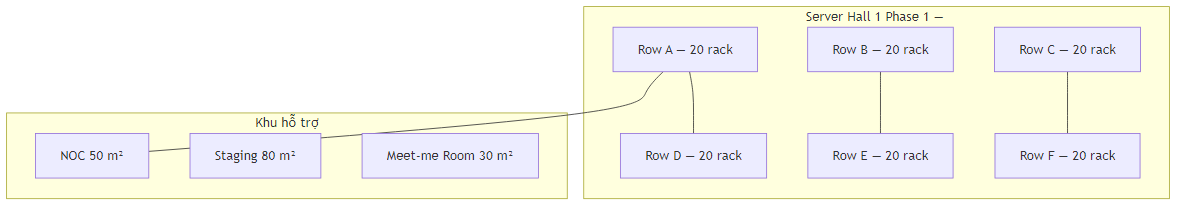 Server Hall 1 Phase 1 —
Row A — 20 rack
Row B — 20 rack
Row C — 20 rack
Khu hỗ trợ
NOC 50 m²
Staging 80 m²
Meet-me Room 30 m²
Row D — 20 rack
Row E — 20 rack
Row F — 20 rack